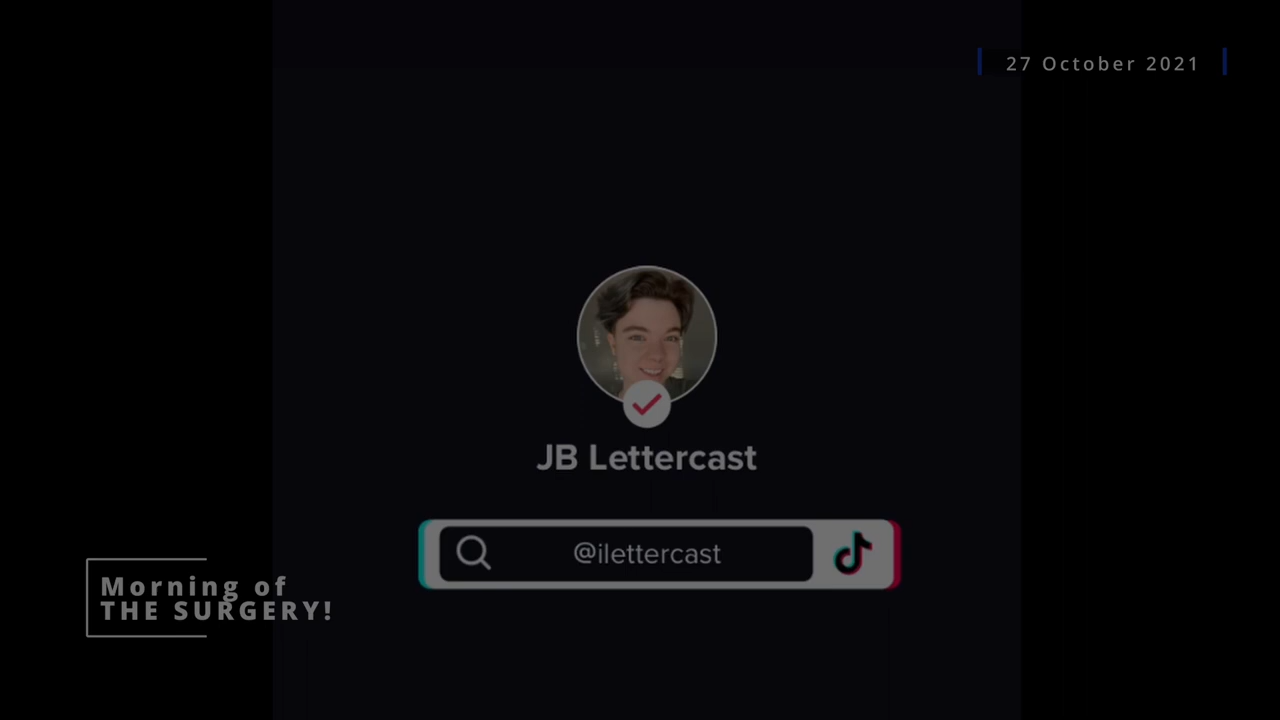 27 October 2021
JB Lettercast
@ilettercast
Morning of
THE SURGERY!